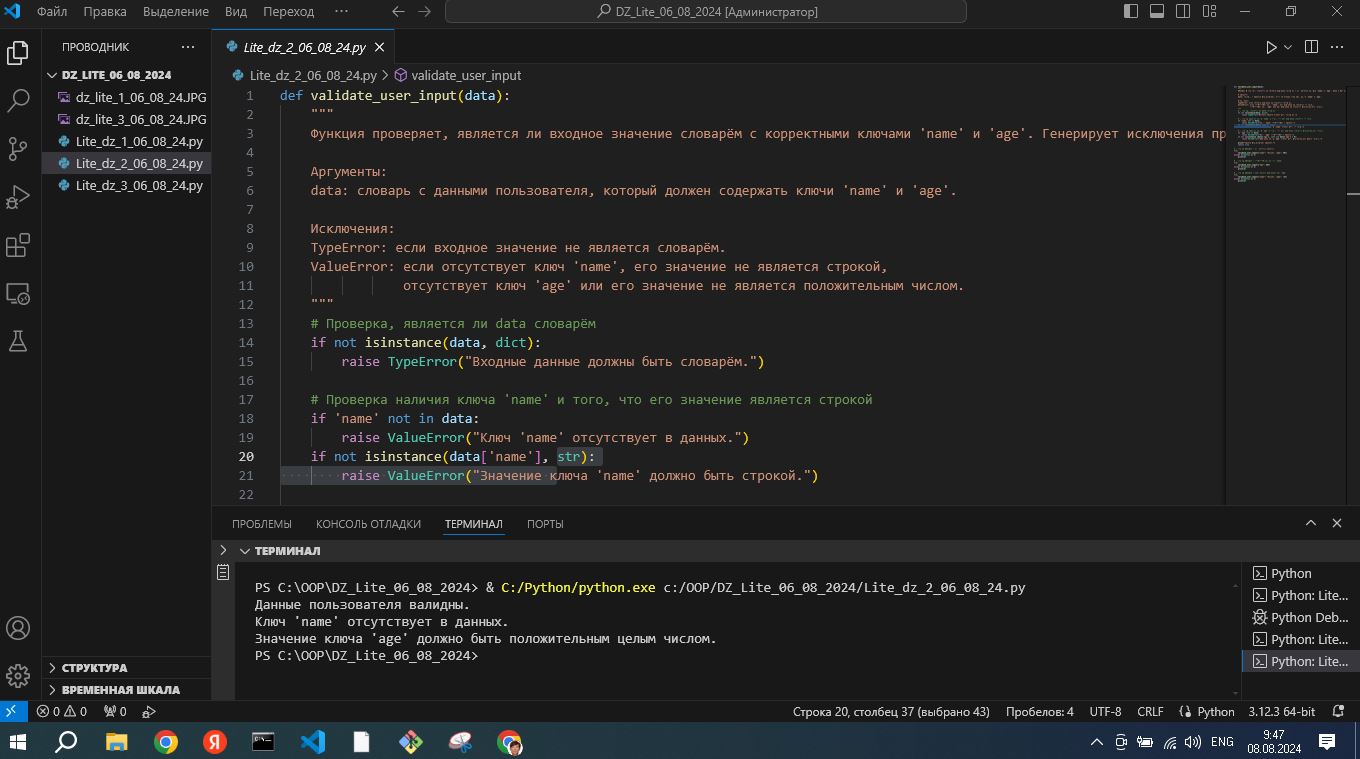 Файл Правка Выделение Вид Переход ··· DZ_Lite_06_08_2024 [Администратор]
ПРОВОДНИК ···
DZ_LITE_06_08_2024
dz_lite_1_06_08_24.JPG
dz_lite_3_06_08_24.JPG
Lite_dz_1_06_08_24.py
Lite_dz_2_06_08_24.py
Lite_dz_3_06_08_24.py
СТРУКТУРА
ВРЕМЕННАЯ ШКАЛА
Lite_dz_2_06_08_24.py
Lite_dz_2_06_08_24.py > validate_user_input
1 def validate_user_input(data):
2 """
3 Функция проверяет, является ли входное значение словарём с корректными ключами 'name' и 'age'. Генерирует исключения пр
4
5 Аргументы:
6 data: словарь с данными пользователя, который должен содержать ключи 'name' и 'age'.
7
8 Исключения:
9 TypeError: если входное значение не является словарём.
10 ValueError: если отсутствует ключ 'name', его значение не является строкой,
11 отсутствует ключ 'age' или его значение не является положительным числом.
12 """
13 # Проверка, является ли data словарём
14 if not isinstance(data, dict):
15 raise TypeError("Входные данные должны быть словарём.")
16
17 # Проверка наличия ключа 'name' и того, что его значение является строкой
18 if 'name' not in data:
19 raise ValueError("Ключ 'name' отсутствует в данных.")
20 if not isinstance(data['name'], str):
21 raise ValueError("Значение ключа 'name' должно быть строкой.")
22
ПРОБЛЕМЫ КОНСОЛЬ ОТЛАДКИ ТЕРМИНАЛ ПОРТЫ
ТЕРМИНАЛ
PS C:\OOP\DZ_Lite_06_08_2024> & C:/Python/python.exe c:/OOP/DZ_Lite_06_08_2024/Lite_dz_2_06_08_24.py
Данные пользователя валидны.
Ключ 'name' отсутствует в данных.
Значение ключа 'age' должно быть положительным целым числом.
PS C:\OOP\DZ_Lite_06_08_2024>
Python
Python: Lite...
Python Deb...
Python: Lite...
Python: Lite...
0 0 0 Строка 20, столбец 37 (выбрано 43) Пробелов: 4 UTF-8 CRLF Python 3.12.3 64-bit
ENG 9:47
08.08.2024